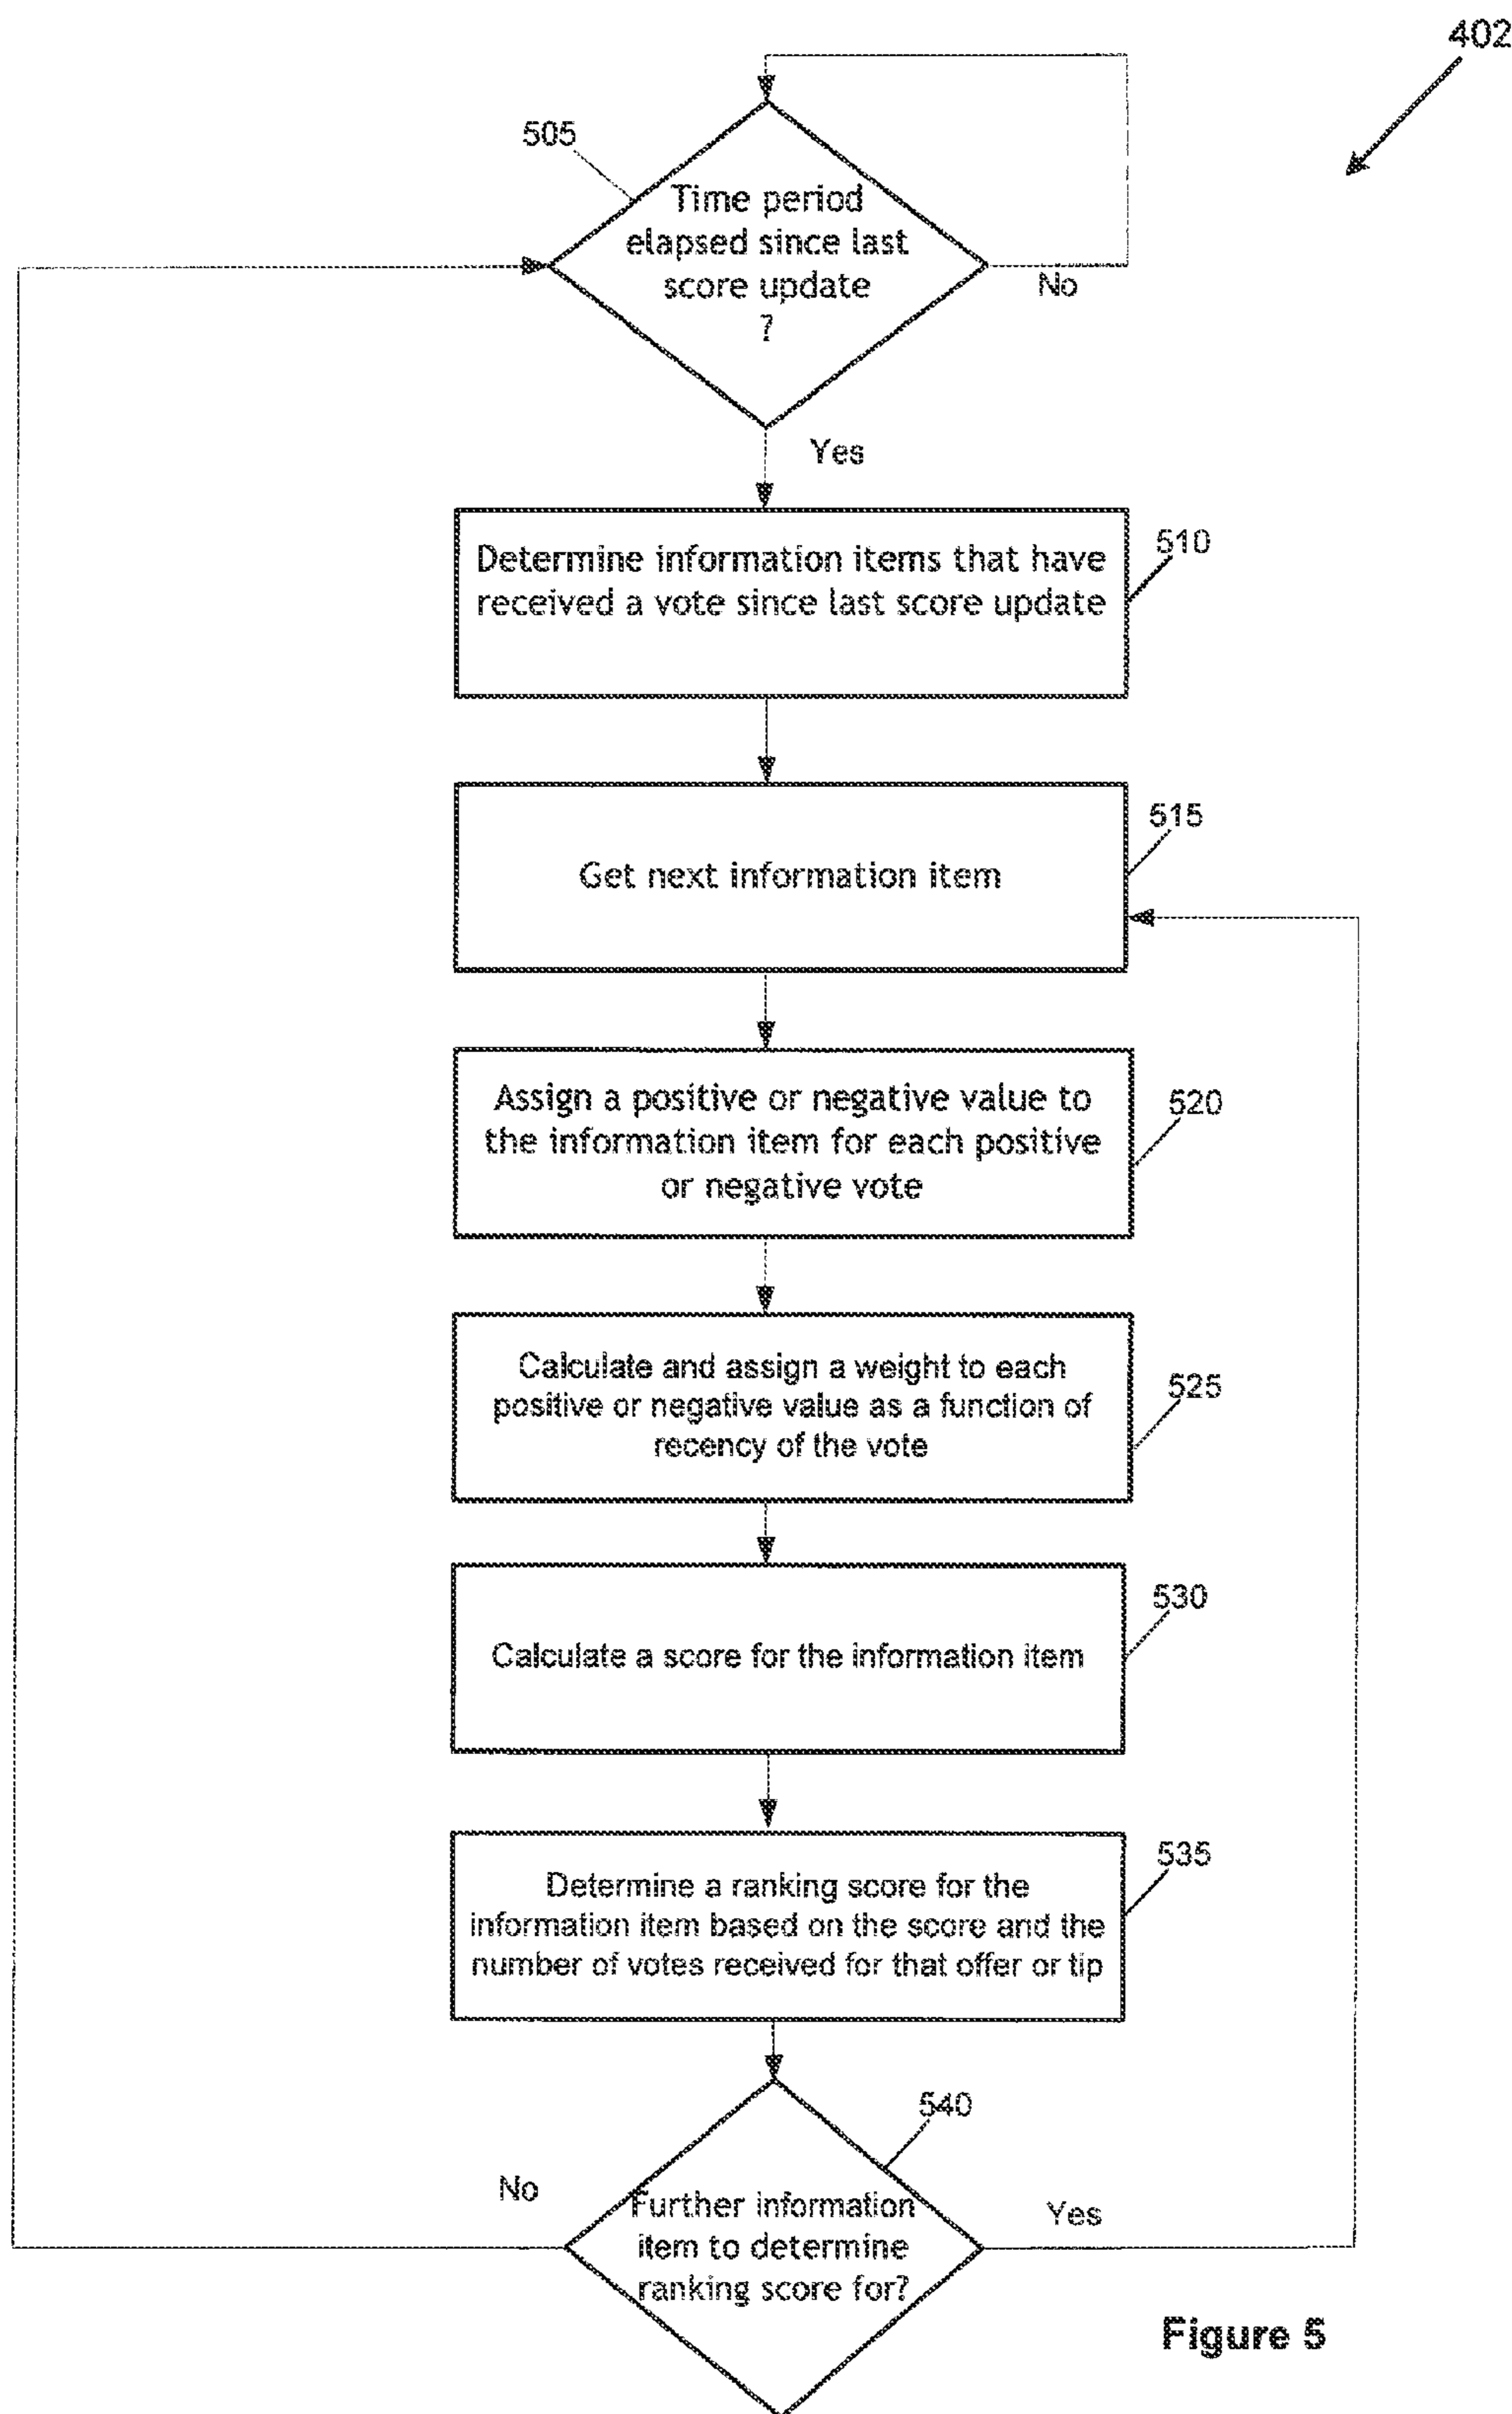 402
505
Time period
elapsed since last
score update
?
No
Yes
Determine information items that have
received a vote since last score update
510
Get next information item
515
Assign a positive or negative value to
the information item for each positive
or negative vote
520
Calculate and assign a weight to each
positive or negative value as a function of
recency of the vote
525
Calculate a score for the information item
530
Determine a ranking score for the
information item based on the score and the
number of votes received for that offer or tip
535
540
No
Further information
item to determine
ranking score for?
Yes
Figure 5